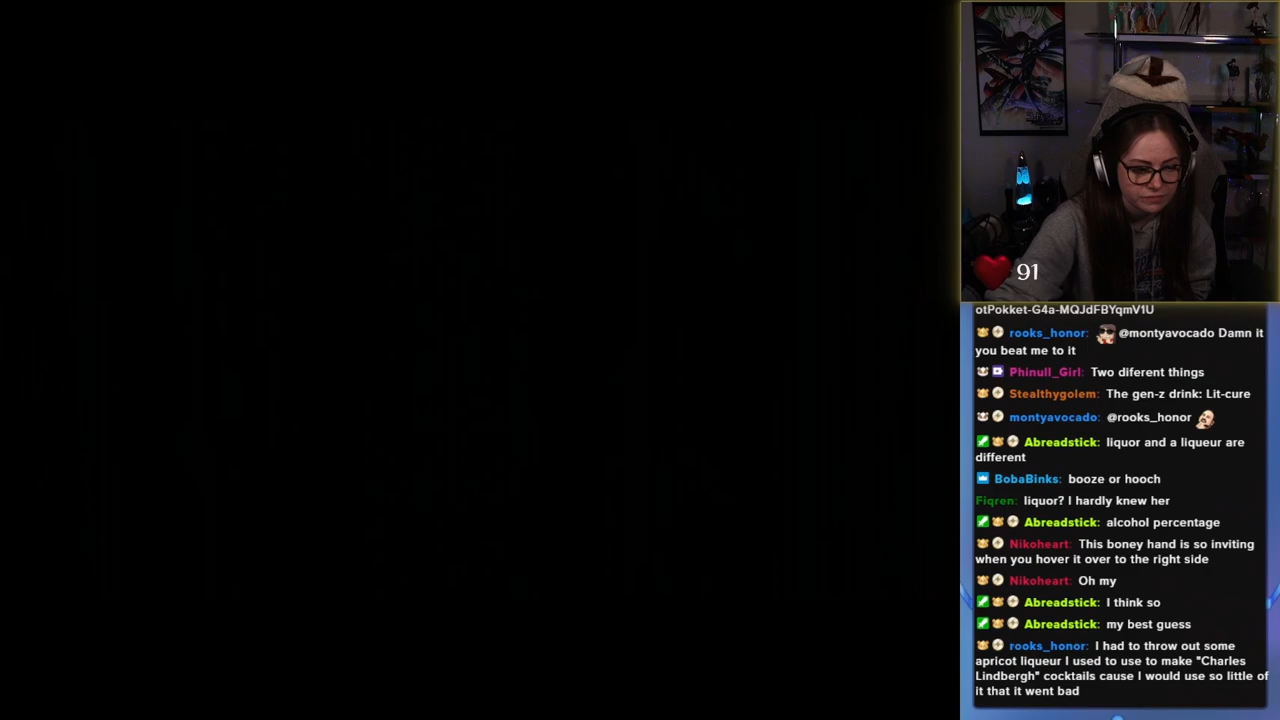 91
otPokket-G4a-MQJdFBYqmV1U
rooks_honor: @montyavocado Damn it
you beat me to it
Phinull_Girl: Two diferent things
Stealthygolem: The gen-z drink: Lit-cure
montyavocado: @rooks_honor
Abreadstick: liquor and a liqueur are
different
BobaBinks: booze or hooch
Fiqren: liquor? I hardly knew her
Abreadstick: alcohol percentage
Nikoheart: This boney hand is so inviting
when you hover it over to the right side
Nikoheart: Oh my
Abreadstick: I think so
Abreadstick: my best guess
rooks_honor: I had to throw out some
apricot liqueur I used to use to make "Charles
Lindbergh" cocktails cause I would use so little of
it that it went bad